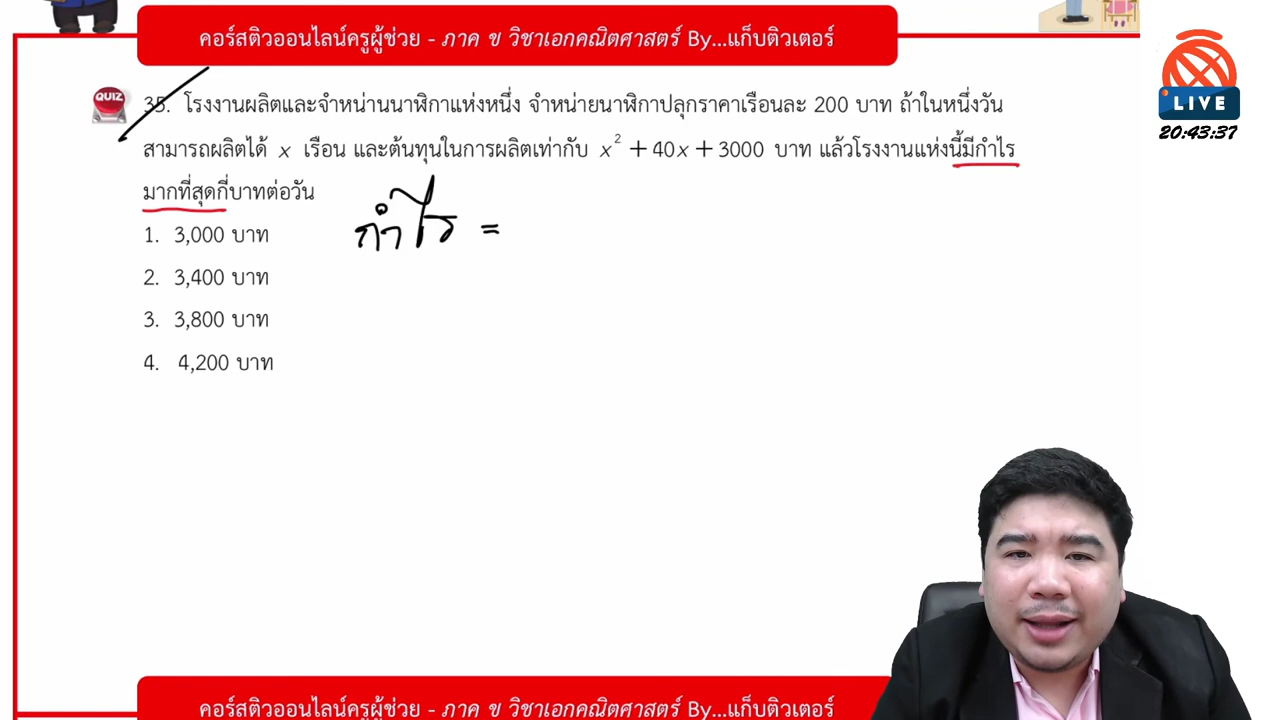 คอร์สติวออนไลน์ครูผู้ช่วย - ภาค ข วิชาเอกคณิตศาสตร์ By...แก็บติวเตอร์
LIVE
20:43:37
QUIZ
35. โรงงานผลิตและจำหน่านนาฬิกาแห่งหนึ่ง จำหน่ายนาฬิกาปลุกราคาเรือนละ 200 บาท ถ้าในหนึ่งวัน
สามารถผลิตได้ x เรือน และต้นทุนในการผลิตเท่ากับ x² + 40x + 3000 บาท แล้วโรงงานแห่งนี้มีกำไร
มากที่สุดกี่บาทต่อวัน
กำไร =
1. 3,000 บาท
2. 3,400 บาท
3. 3,800 บาท
4. 4,200 บาท
คอร์สติวออนไลน์ครูผู้ช่วย - ภาค ข วิชาเอกคณิตศาสตร์ By...แก็บติวเตอร์